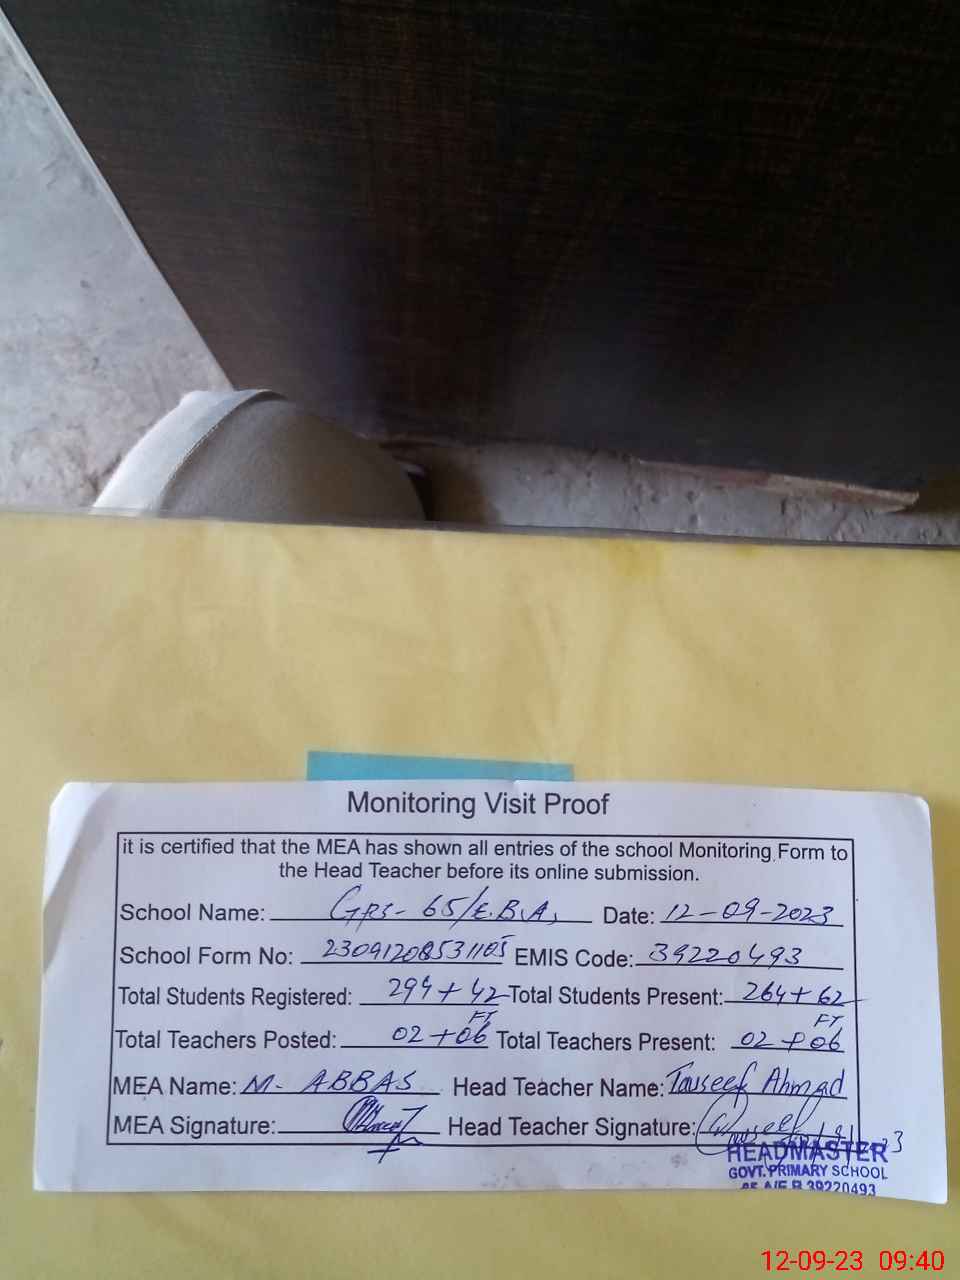 Monitoring Visit Proof
it is certified that the MEA has shown all entries of the school Monitoring Form to
the Head Teacher before its online submission.
School Name: GPS- 65/E.B.A, Date: 12-09-2023
School Form No: EMIS Code: 39220493
Total Students Registered: 294+42 Total Students Present: 264+62
FT FT
Total Teachers Posted: 02+06 Total Teachers Present: 02+06
MEA Name: M- ABBAS Head Teacher Name: Touseef Ahmad
MEA Signature: Head Teacher Signature:
HEADMASTER
GOVT. PRIMARY SCHOOL
39220493
12-09-23 09:40